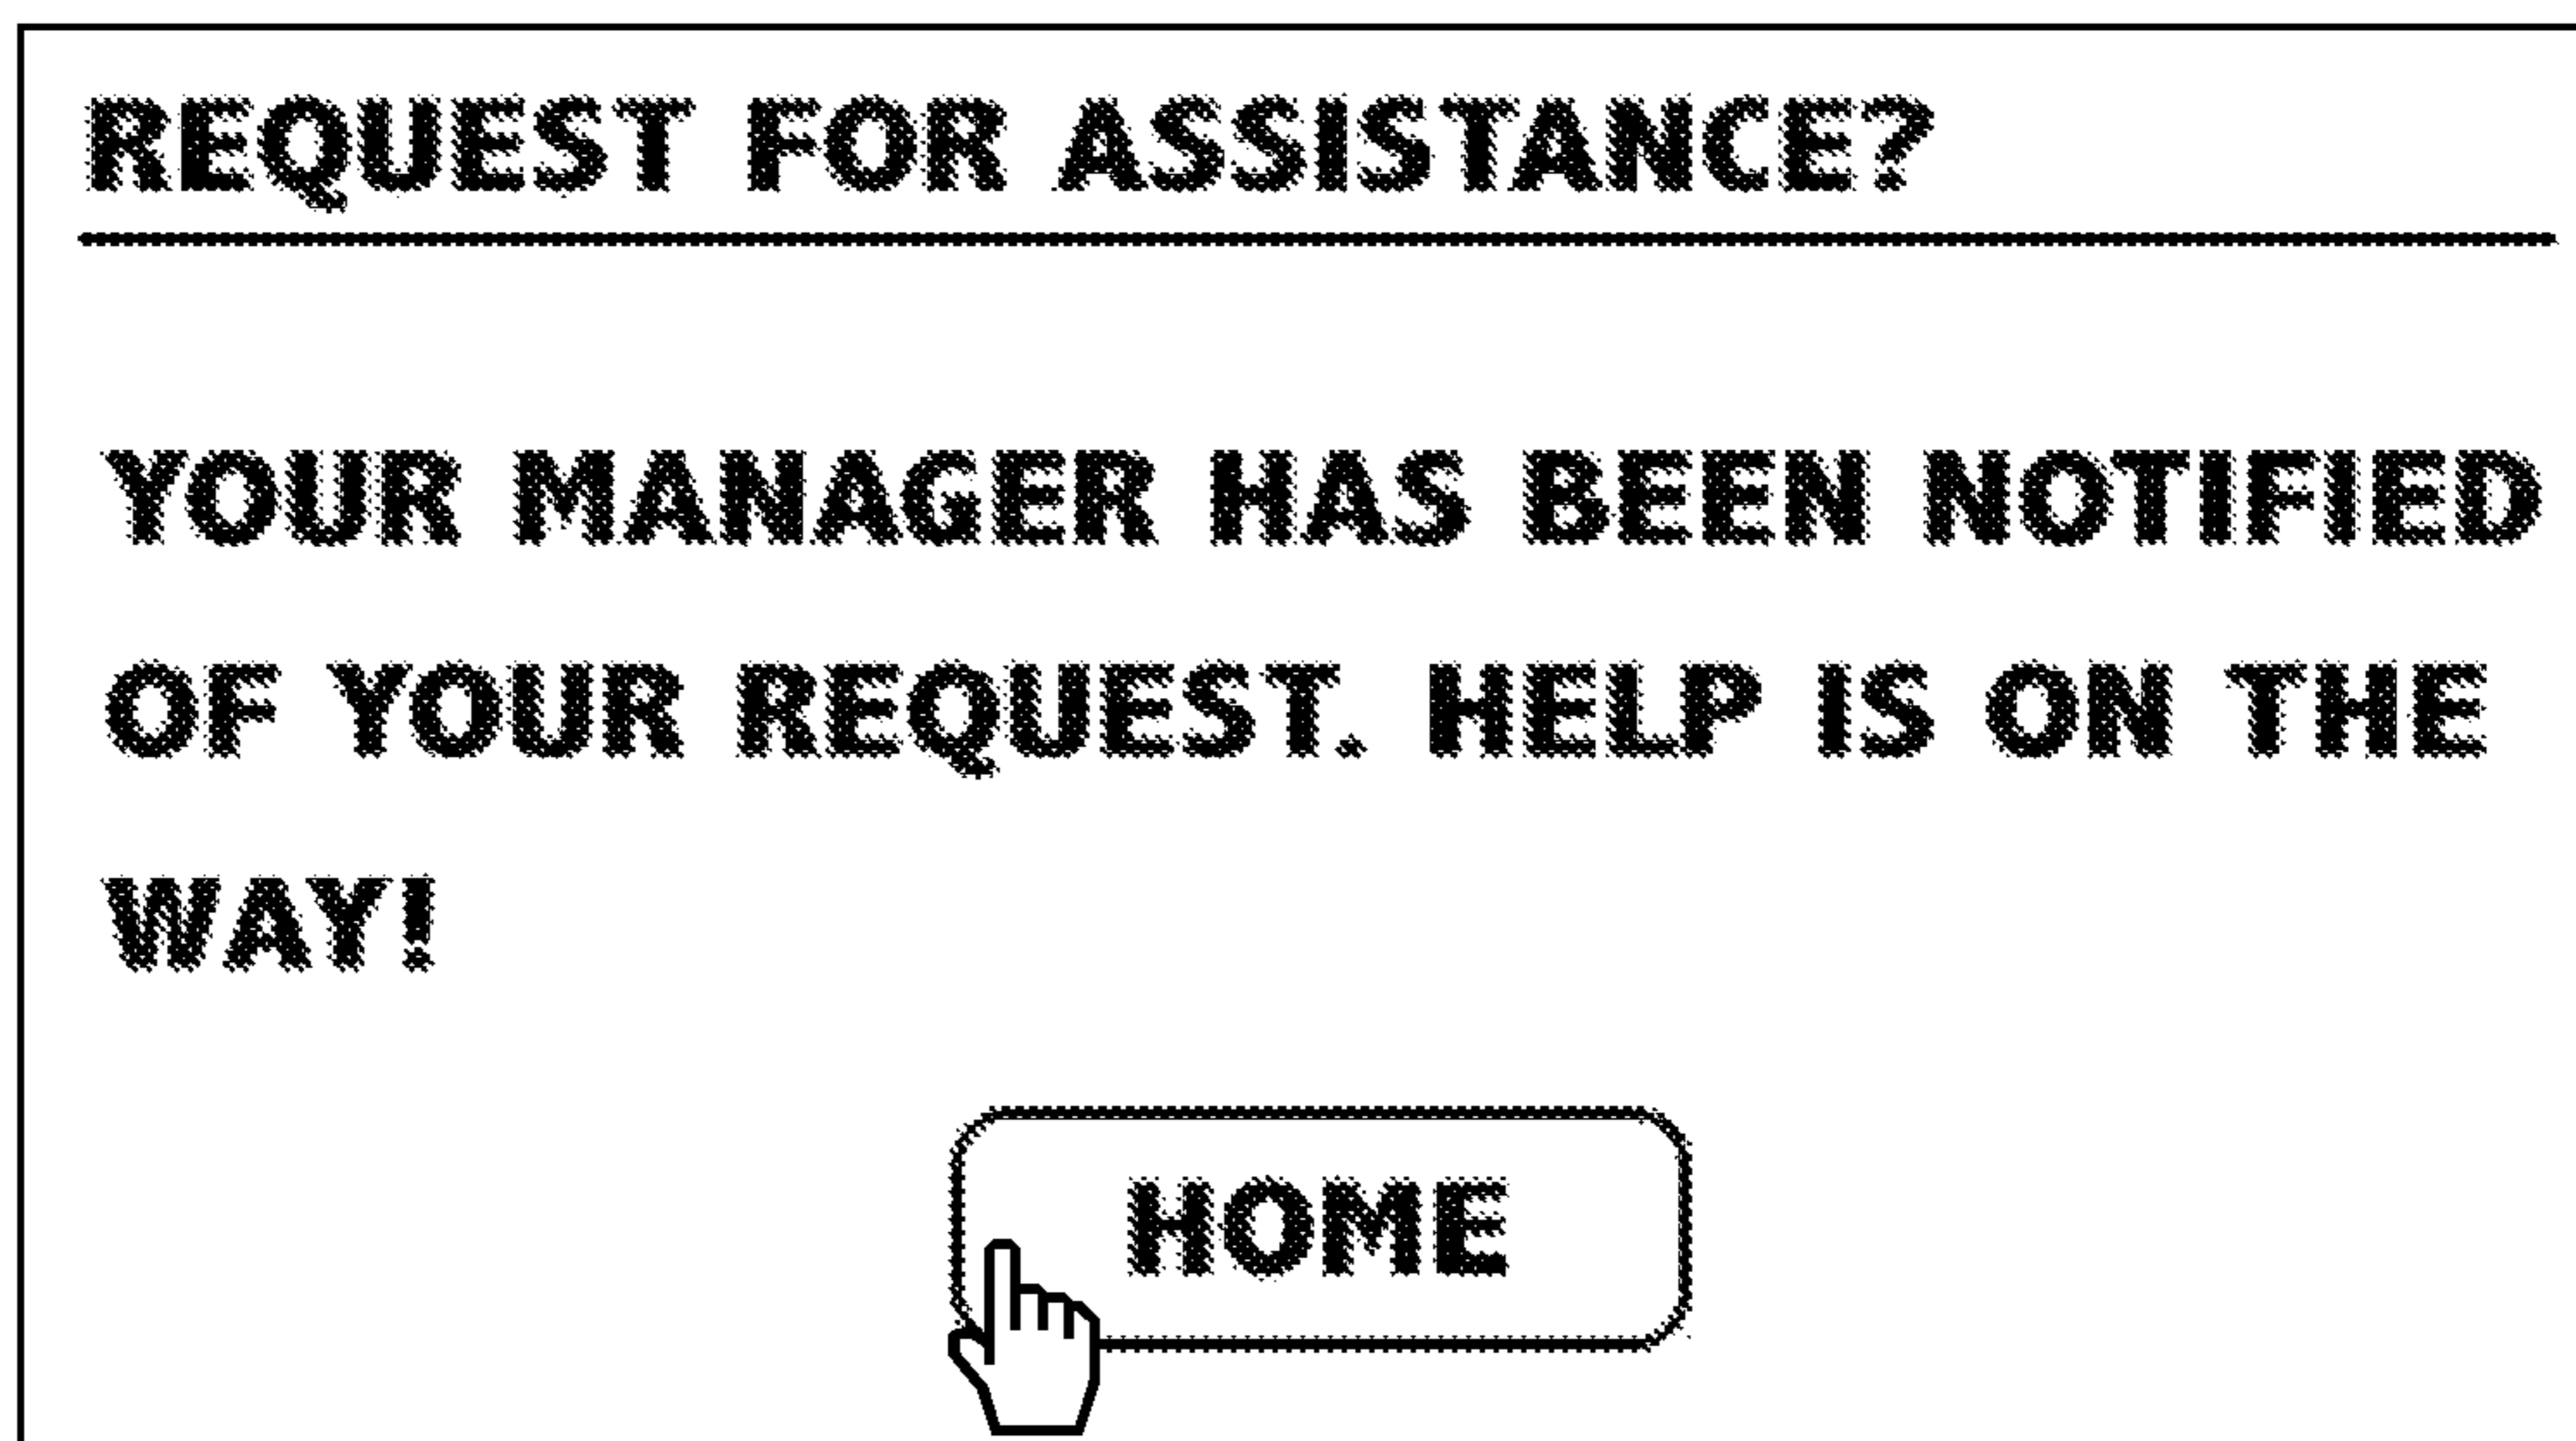 REQUEST FOR ASSISTANCE?
YOUR MANAGER HAS BEEN NOTIFIED
OF YOUR REQUEST. HELP IS ON THE
WAY!
HOME